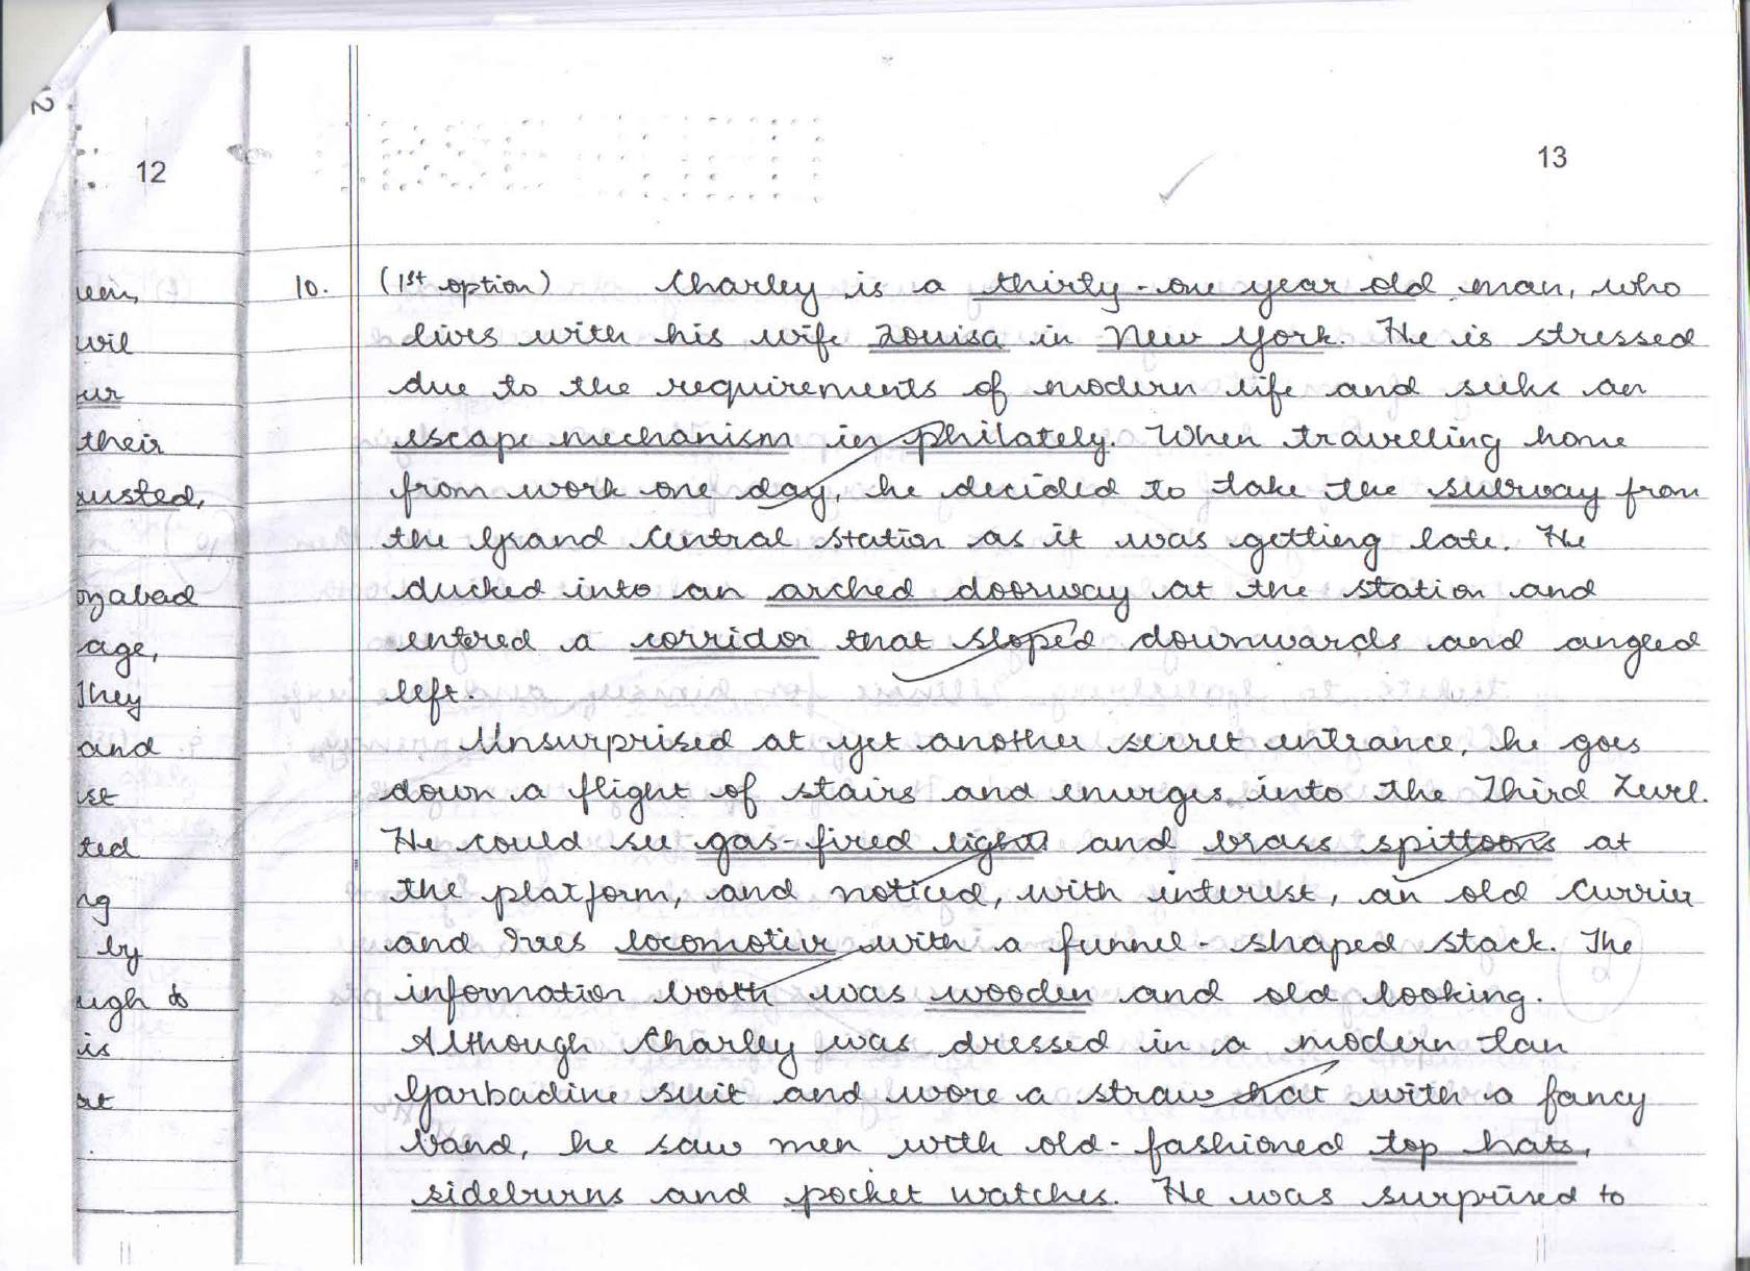 2
12
13
uen,
wil
ur
their
usted,
ozabad
age,
They
and
ist
ted
ng
by
ugh to
is
at
10. (1st option) Charley is a thirty-one year old man, who
lives with his wife Louisa in New York. He is stressed
due to the requirements of modern life and seeks an
escape mechanism in philately. When travelling home
from work one day, he decided to take the subway from
the Grand Central Station as it was getting late. He
ducked into an arched doorway at the station and
entered a corridor that sloped downwards and angled
left.
Unsurprised at yet another secret entrance, he goes
down a flight of stairs and emerges into the Third Level.
He could see gas-fired lights and brass spittoons at
the platform, and noticed, with interest, an old Currier
and Ives locomotive with a funnel-shaped stack. The
information booth was wooden and old looking.
Although Charley was dressed in a modern tan
Garbadine suit and wore a straw hat with a fancy
band, he saw men with old-fashioned top hats,
sideburns and pocket watches. He was surprised to